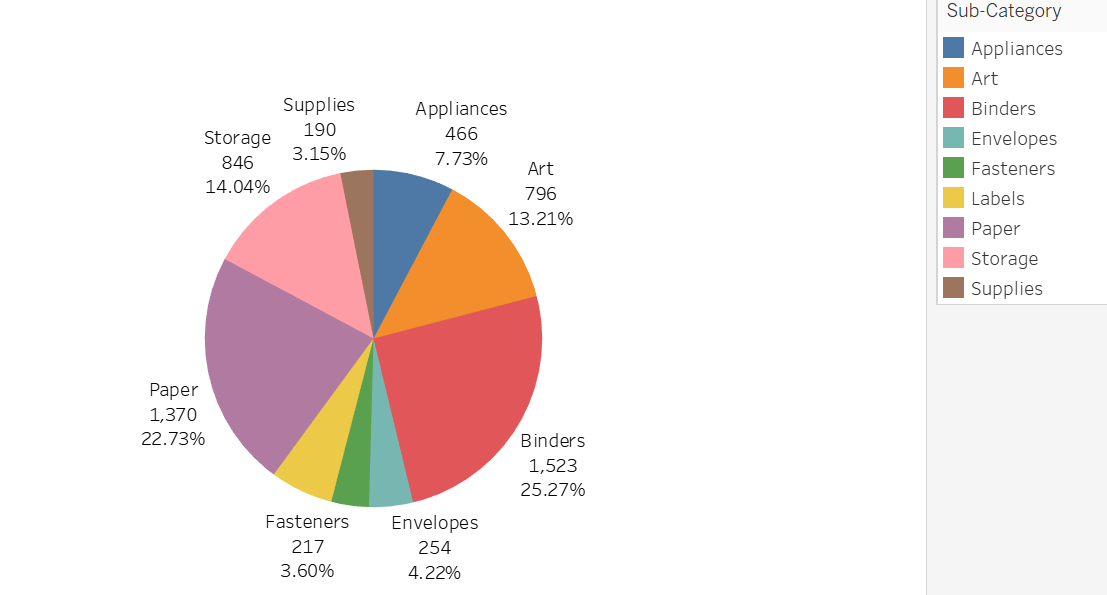 Sub-Category
Appliances
Art
Binders
Envelopes
Fasteners
Labels
Paper
Storage
Supplies
Supplies
190
3.15%
Appliances
466
7.73%
Storage
846
14.04%
Art
796
13.21%
Paper
1,370
22.73%
Binders
1,523
25.27%
Fasteners
217
3.60%
Envelopes
254
4.22%